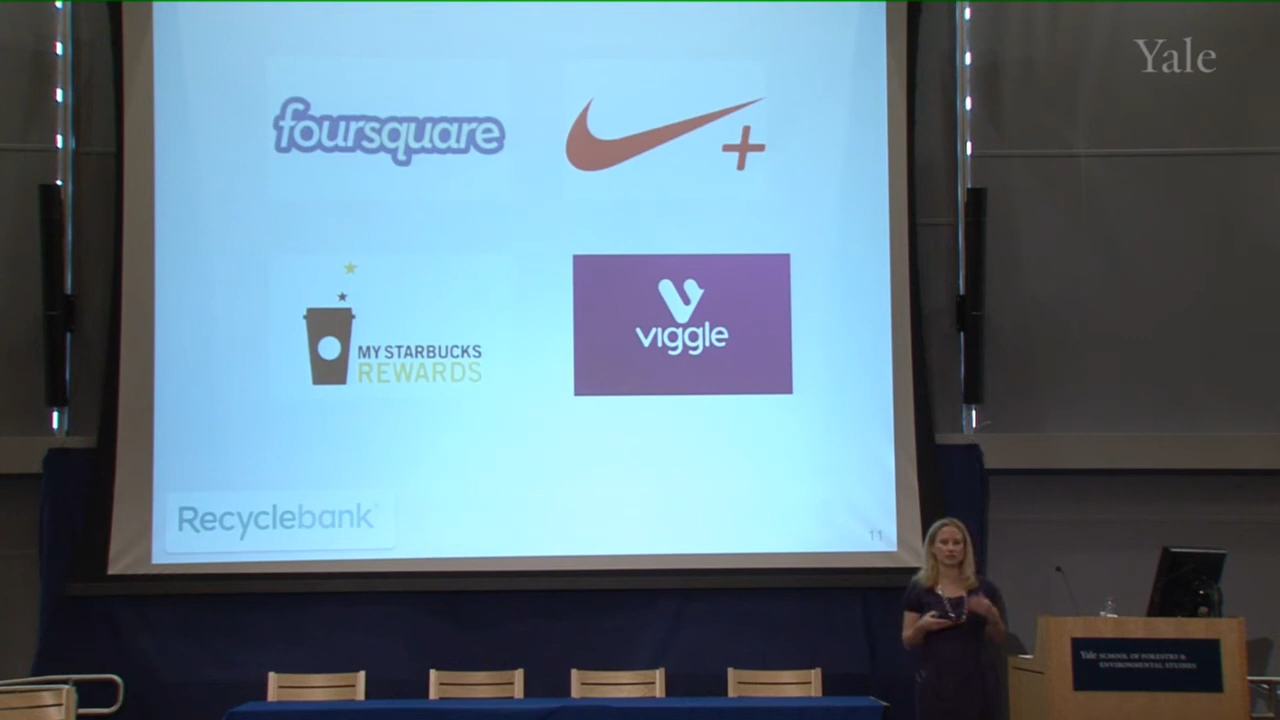 Yale
foursquare
+
MY STARBUCKS
REWARDS
viggle
Recyclebank
11
Yale SCHOOL OF FORESTRY &
ENVIRONMENTAL STUDIES